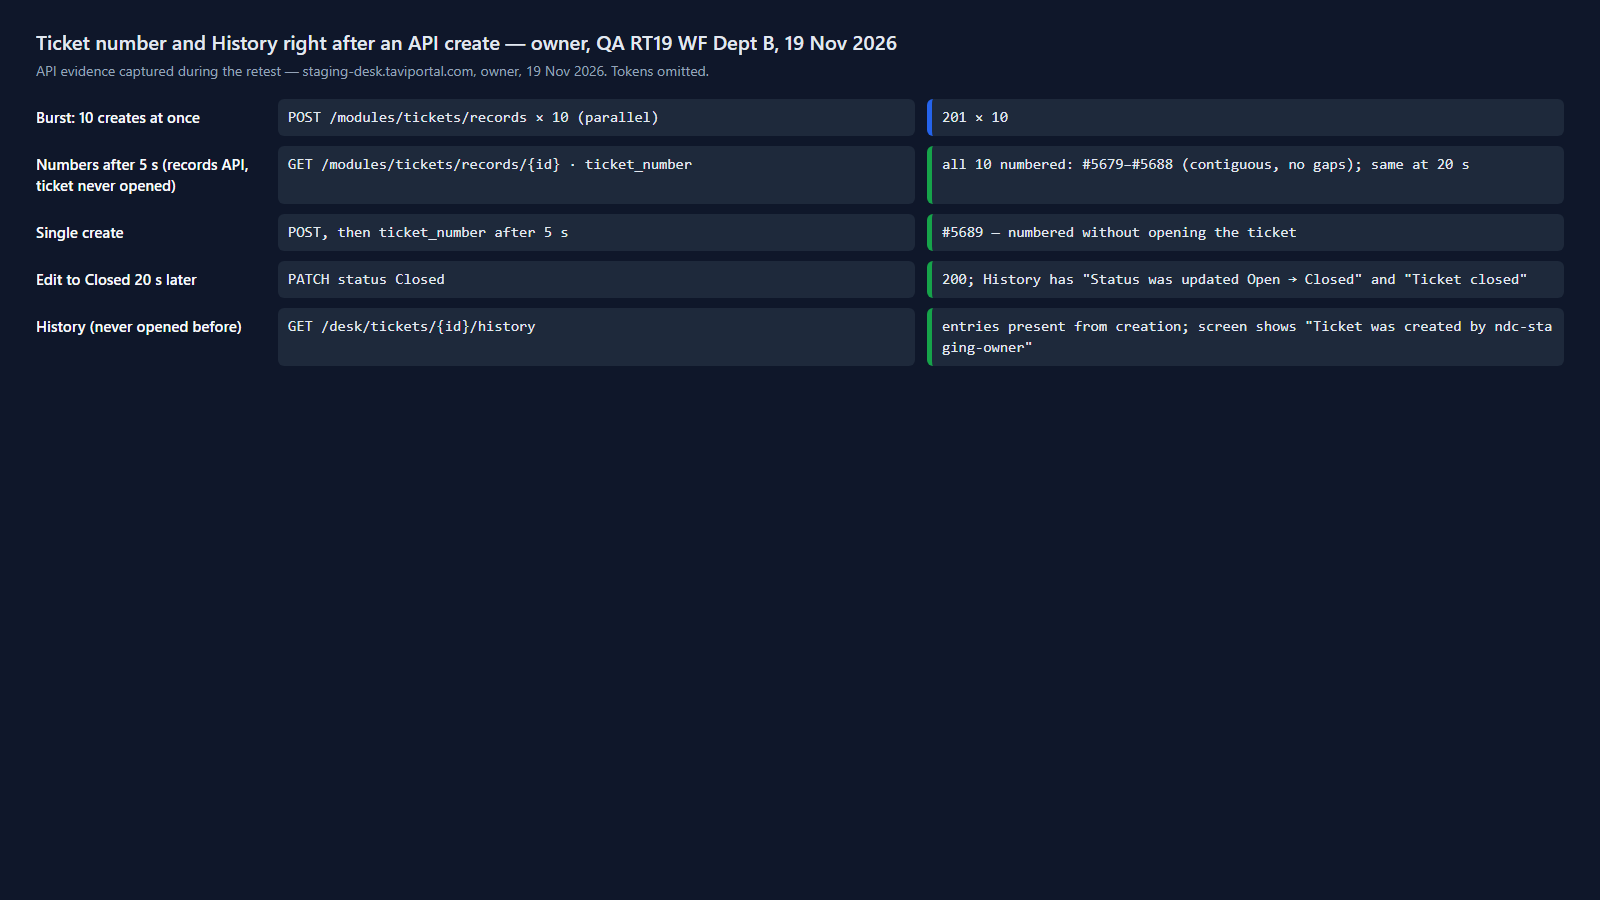 Ticket number and History right after an API create — owner, QA RT19 WF Dept B, 19 Nov 2026
API evidence captured during the retest — staging-desk.taviportal.com, owner, 19 Nov 2026. Tokens omitted.
Burst: 10 creates at once
POST /modules/tickets/records × 10 (parallel)
201 × 10
Numbers after 5 s (records API,
ticket never opened)
GET /modules/tickets/records/{id} · ticket_number
all 10 numbered: #5679–#5688 (contiguous, no gaps); same at 20 s
Single create
POST, then ticket_number after 5 s
#5689 — numbered without opening the ticket
Edit to Closed 20 s later
PATCH status Closed
200; History has "Status was updated Open → Closed" and "Ticket closed"
History (never opened before)
GET /desk/tickets/{id}/history
entries present from creation; screen shows "Ticket was created by ndc-sta
ging-owner"